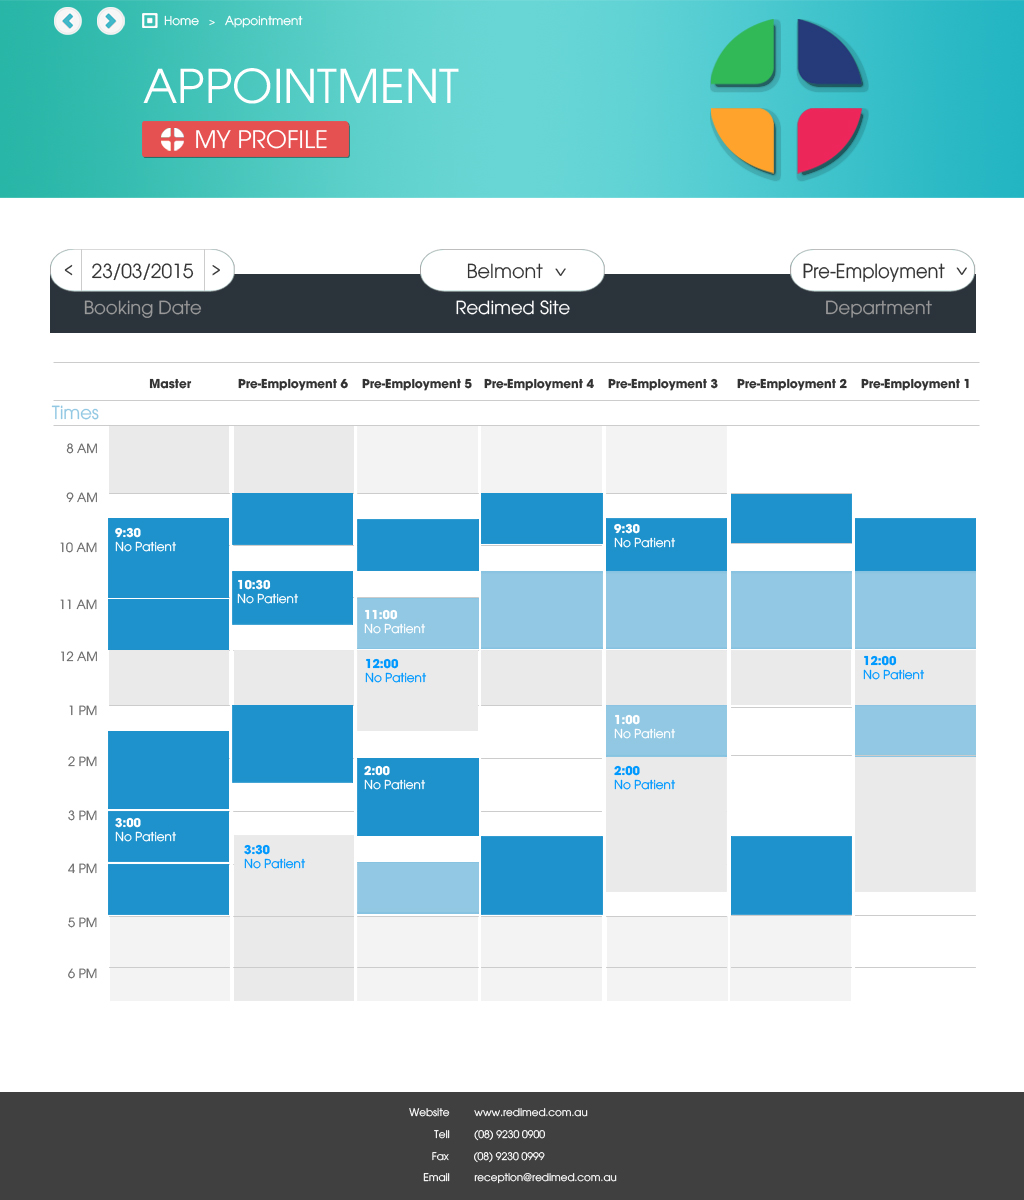 Home > Appointment
APPOINTMENT
MY PROFILE
< 23/03/2015 >
Belmont
Pre-Employment
Booking Date
Redimed Site
Department
Master Pre-Employment 6 Pre-Employment 5 Pre-Employment 4 Pre-Employment 3 Pre-Employment 2 Pre-Employment 1
Times
8 AM
9 AM
9:30
No Patient
9:30
No Patient
10 AM
10:30
No Patient
11 AM
11:00
No Patient
12 AM
12:00
No Patient
12:00
No Patient
1 PM
1:00
No Patient
2 PM
2:00
No Patient
2:00
No Patient
3 PM
3:00
No Patient
3:30
No Patient
4 PM
5 PM
6 PM
Website www.redimed.com.au
Tell (08) 9230 0900
Fax (08) 9230 0999
Email reception@redimed.com.au